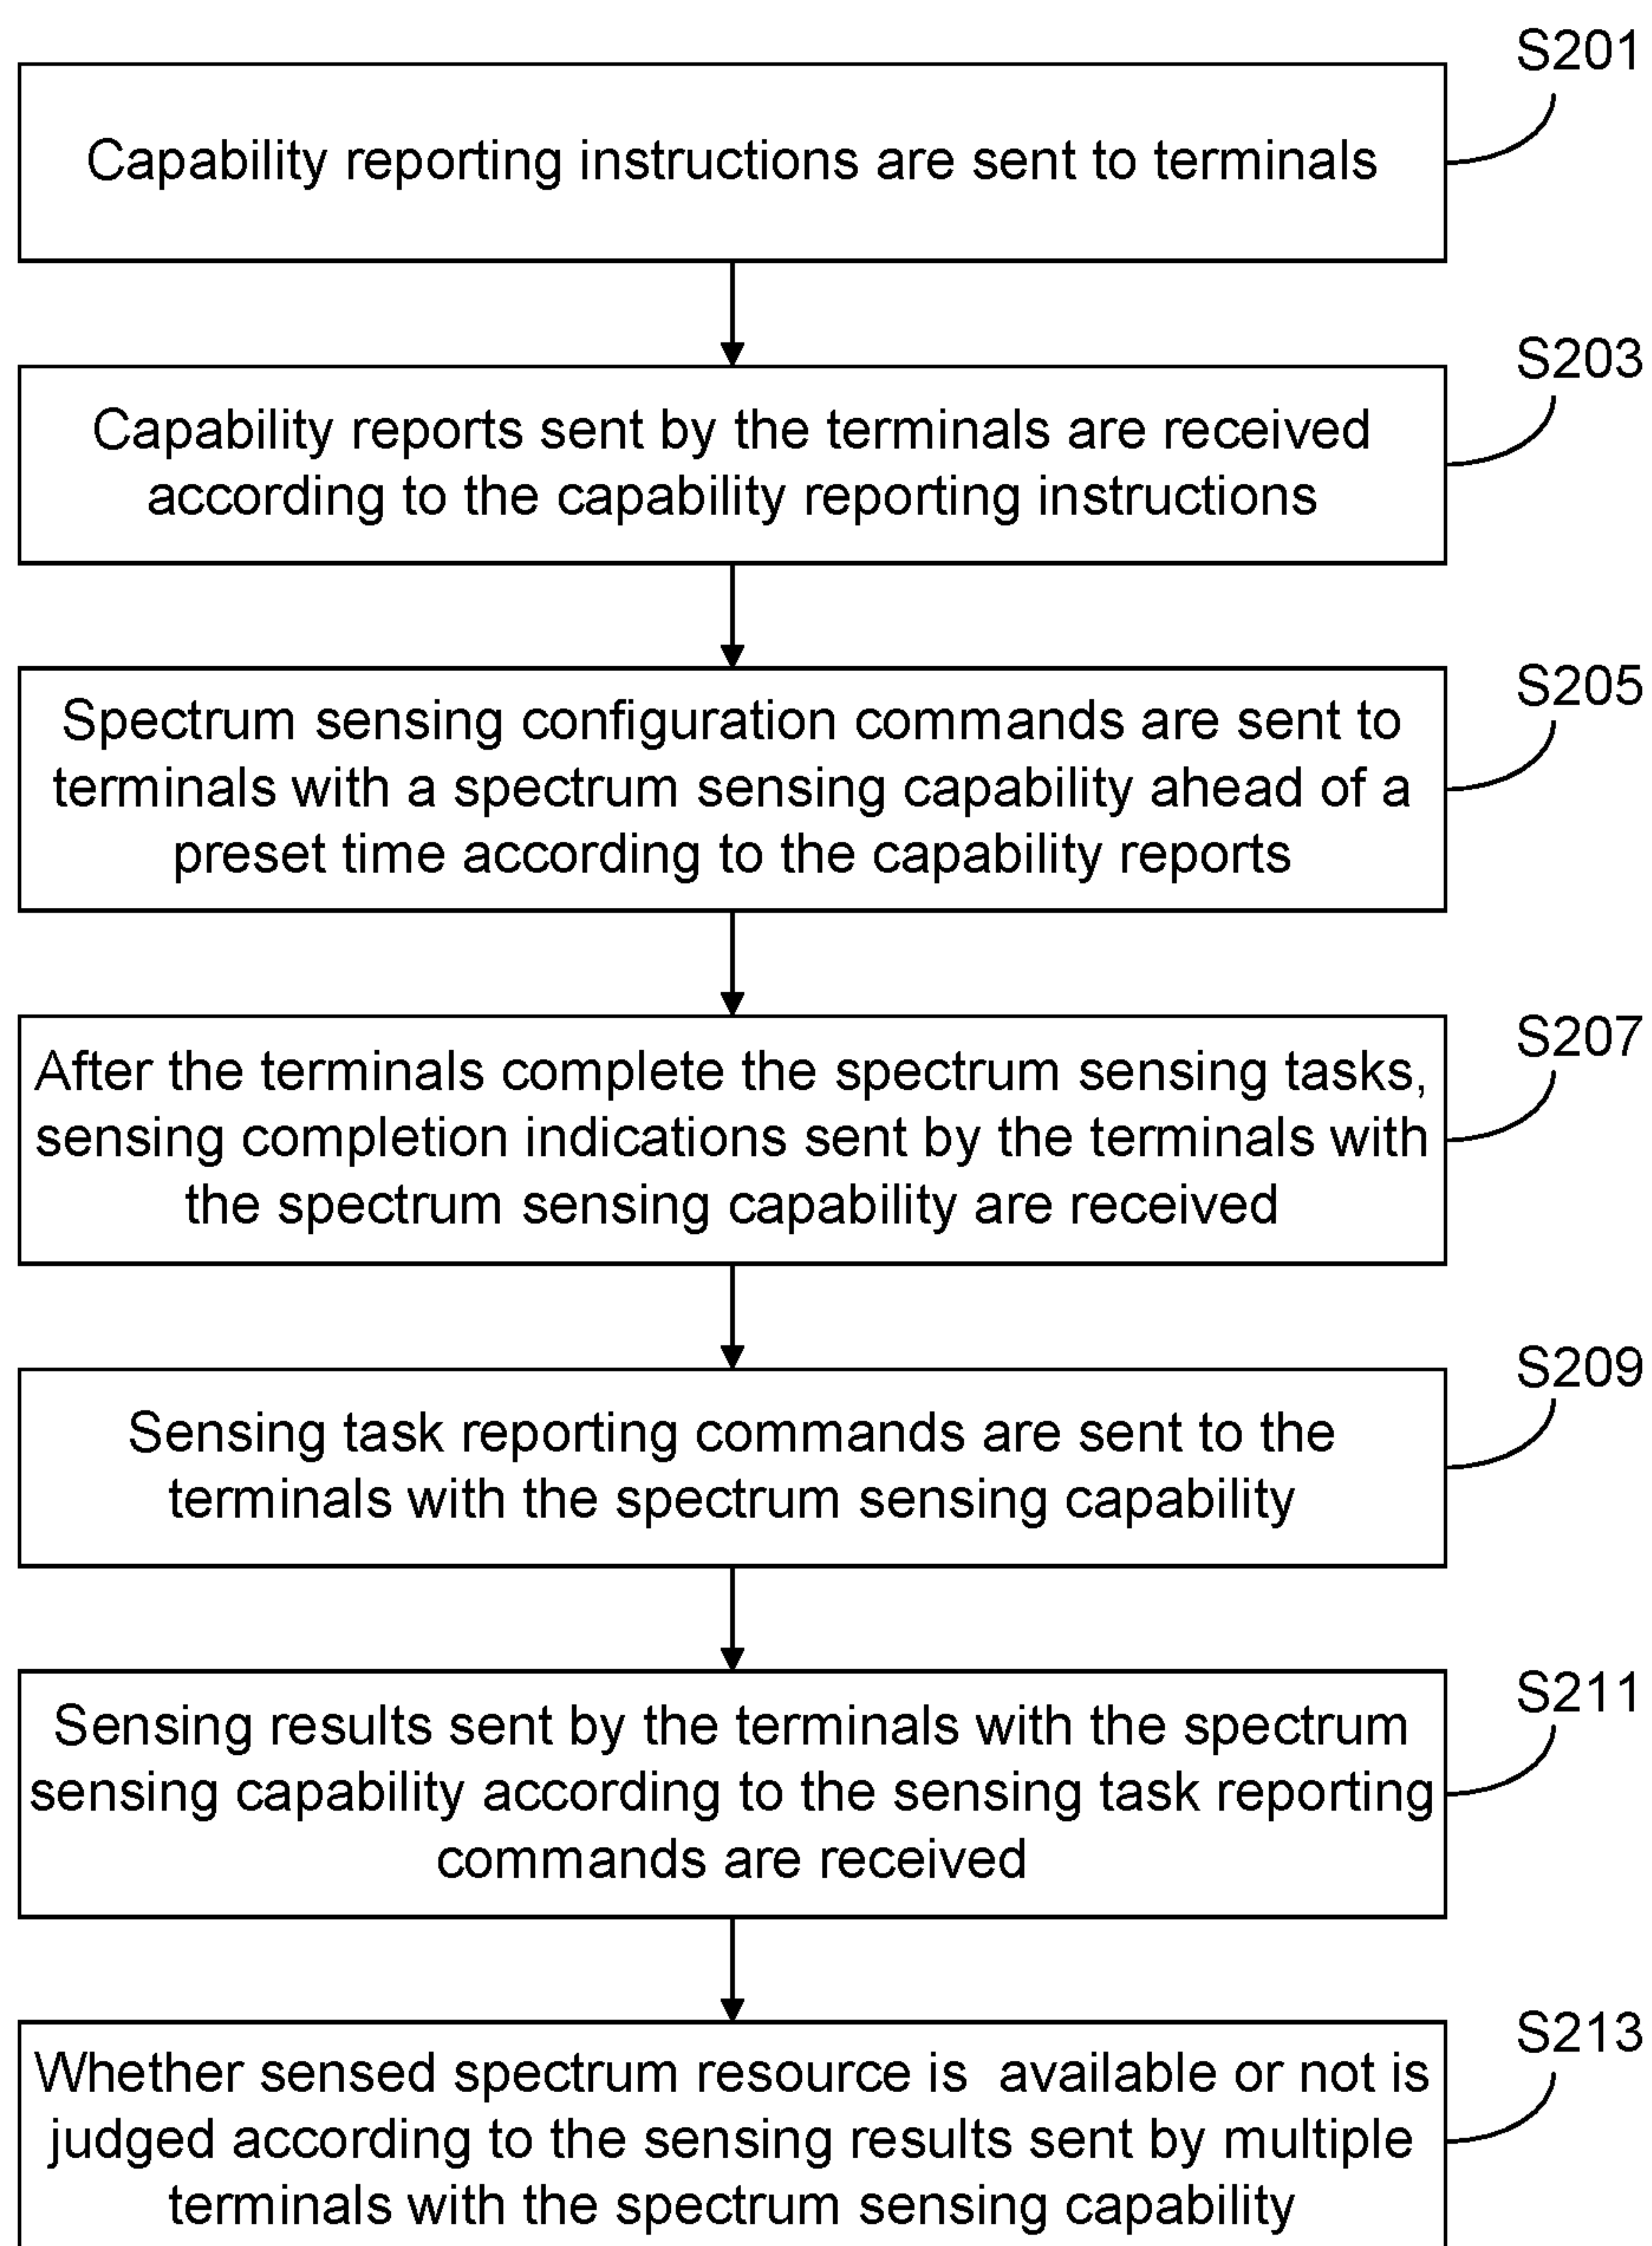 S201
Capability reporting instructions are sent to terminals
S203
Capability reports sent by the terminals are received
according to the capability reporting instructions
S205
Spectrum sensing configuration commands are sent to
terminals with a spectrum sensing capability ahead of a
preset time according to the capability reports
S207
After the terminals complete the spectrum sensing tasks,
sensing completion indications sent by the terminals with
the spectrum sensing capability are received
S209
Sensing task reporting commands are sent to the
terminals with the spectrum sensing capability
S211
Sensing results sent by the terminals with the spectrum
sensing capability according to the sensing task reporting
commands are received
S213
Whether sensed spectrum resource is available or not is
judged according to the sensing results sent by multiple
terminals with the spectrum sensing capability